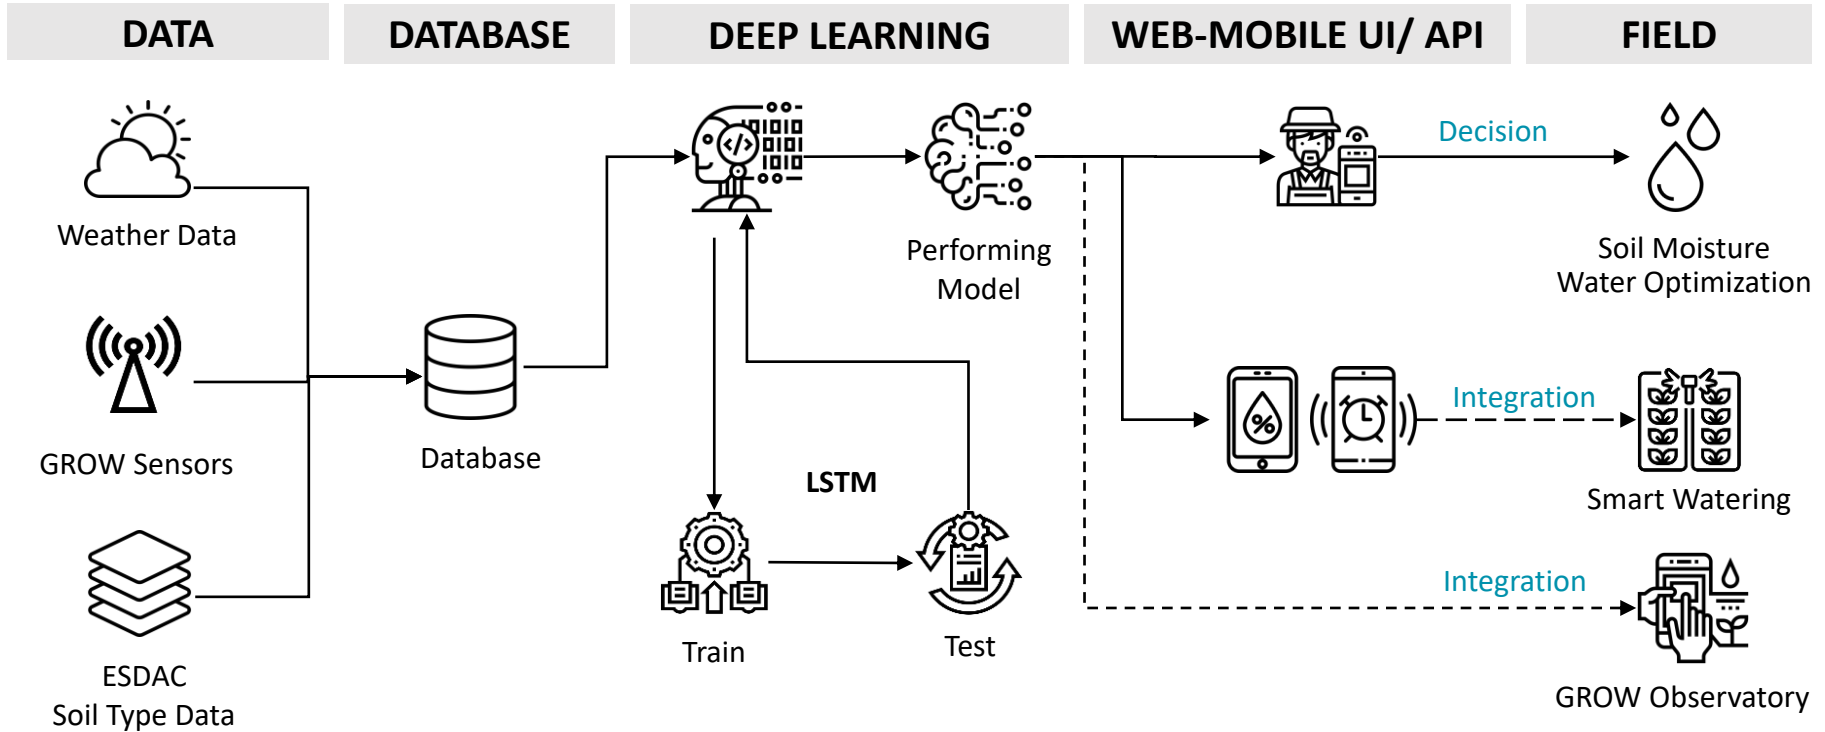 DATA
DATABASE
DEEP LEARNING
WEB-MOBILE UI/ API
FIELD
Weather Data
GROW Sensors
ESDAC
Soil Type Data
Database
Performing
Model
LSTM
Train
Test
Decision
Soil Moisture
Water Optimization
%
Integration
Smart Watering
Integration
GROW Observatory